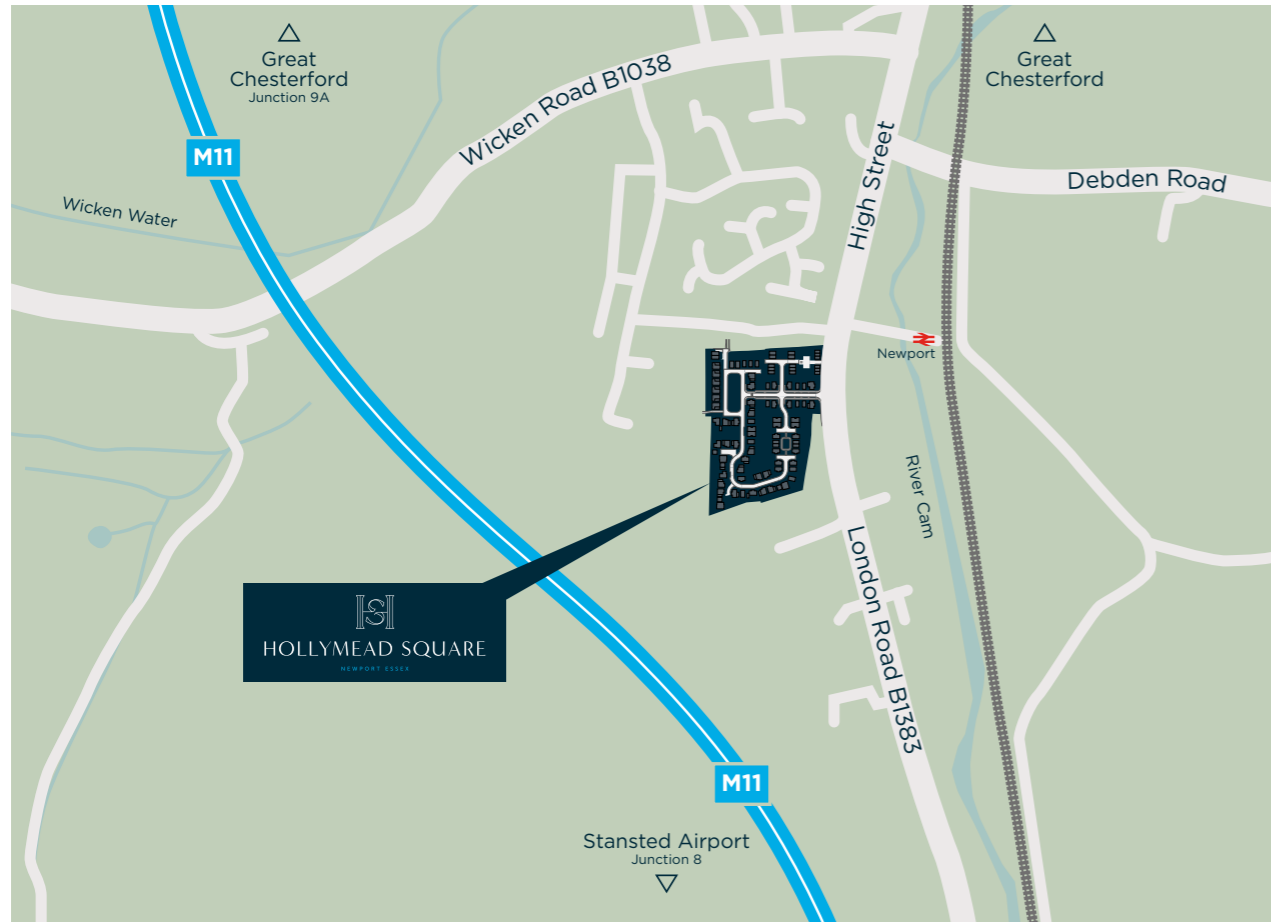 Great
Chesterford
Junction 9A
Great
Chesterford
Wicken Road B1038
M11
High Street
Debden Road
Wicken Water
Newport
River Cam
London Road B1383
HS
HOLLYMEAD SQUARE
NEWPORT ESSEX
M11
Stansted Airport
Junction 8